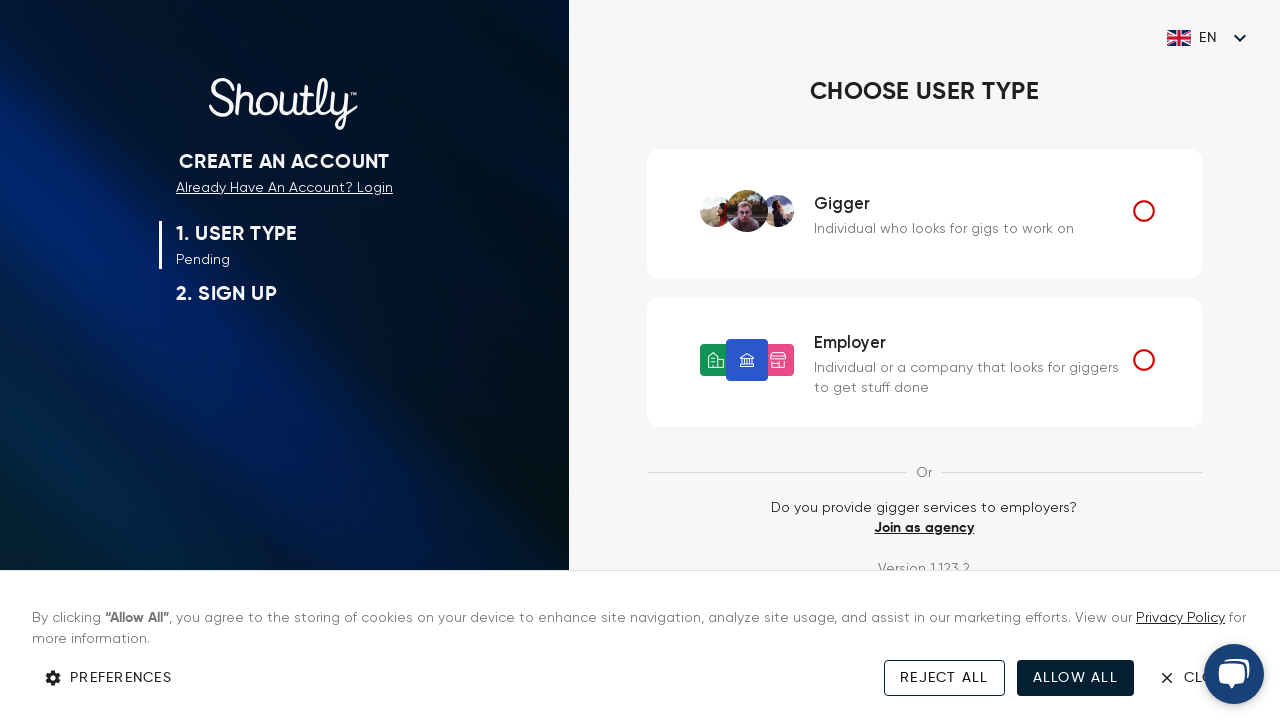 Shoutly™
CREATE AN ACCOUNT
Already Have An Account? Login
1. USER TYPE
Pending
2. SIGN UP
EN
CHOOSE USER TYPE
Gigger
Individual who looks for gigs to work on
Employer
Individual or a company that looks for giggers
to get stuff done
Or
Do you provide gigger services to employers?
Join as agency
Version 1.123.2
By clicking “Allow All”, you agree to the storing of cookies on your device to enhance site navigation, analyze site usage, and assist in our marketing efforts. View our Privacy Policy for
more information.
PREFERENCES
REJECT ALL
ALLOW ALL